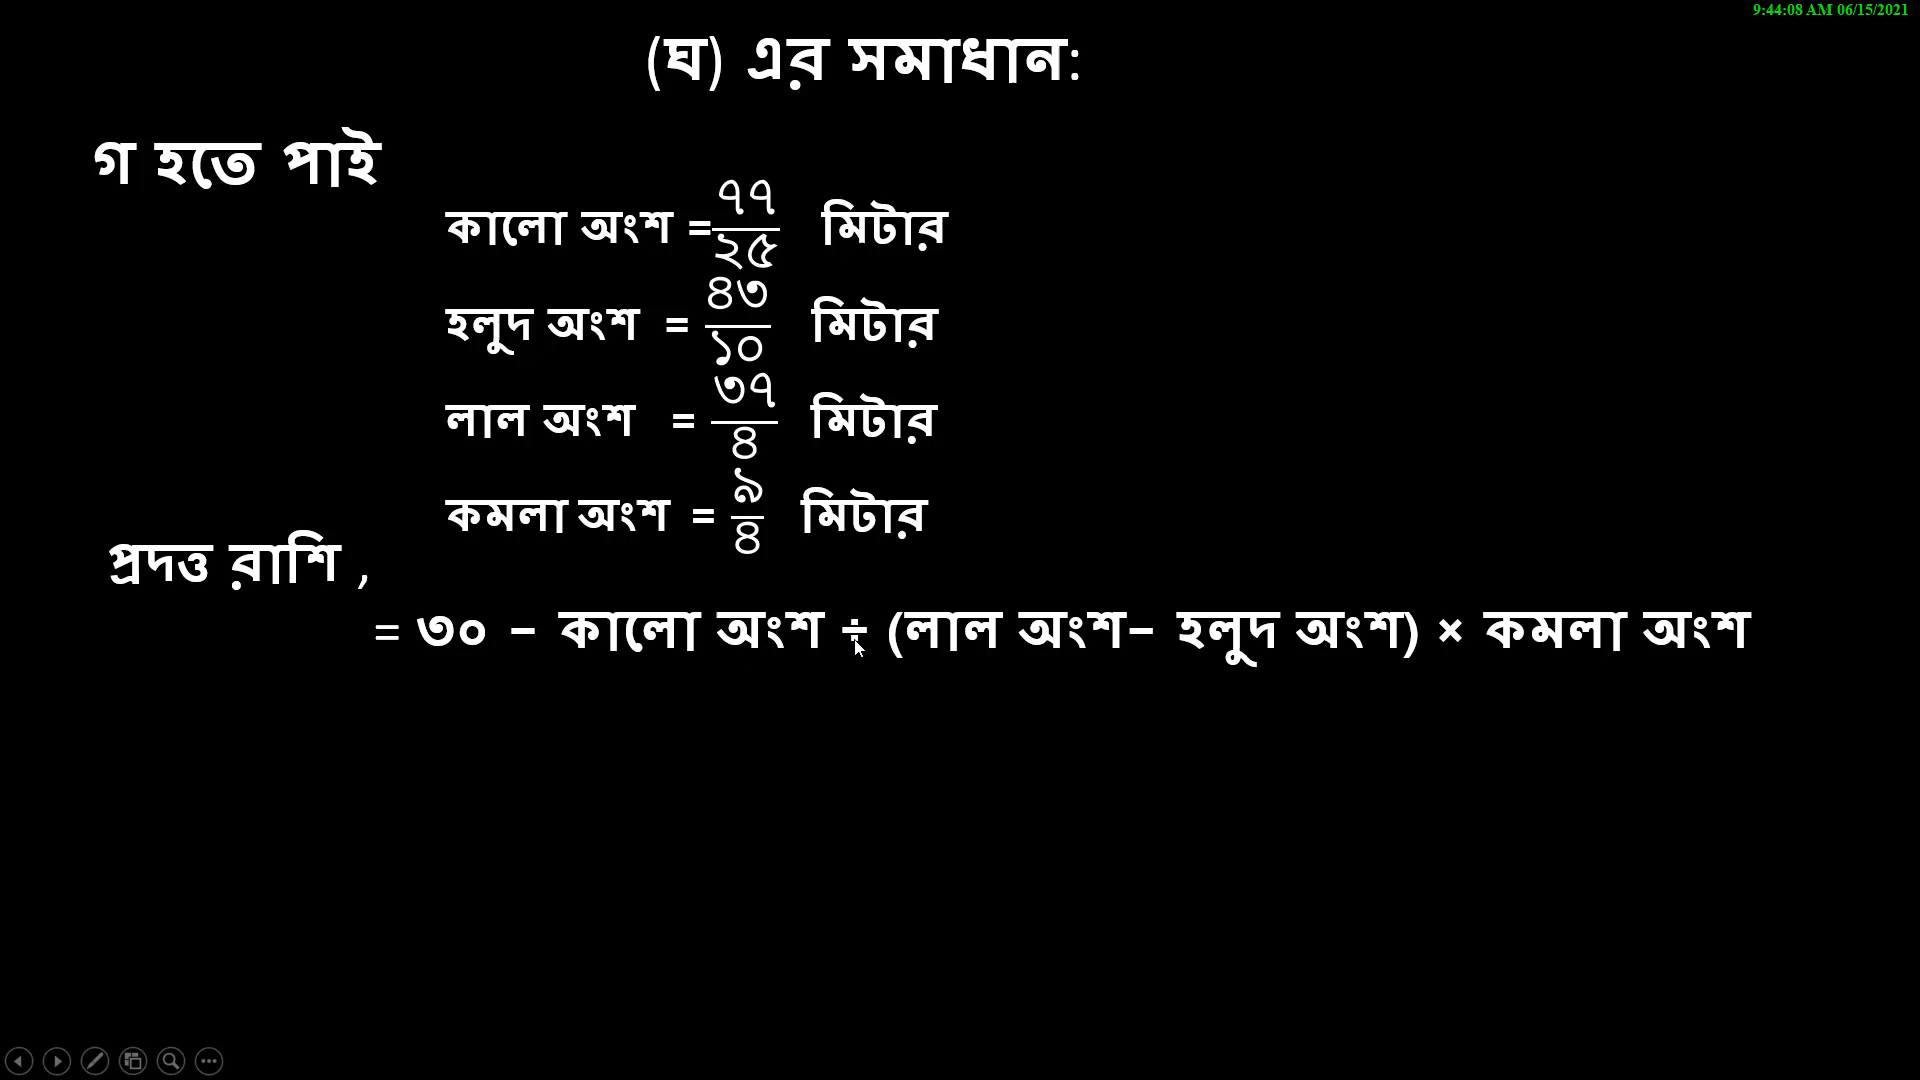 9:44:08 AM 06/15/2021
(ঘ) এর সমাধান:
গ হতে পাই
কালো অংশ =৭৭/২৫ মিটার
হলুদ অংশ = ৪৩/১০ মিটার
লাল অংশ = ৩৭/৪ মিটার
কমলা অংশ = ৯/৪ মিটার
প্রদত্ত রাশি ,
= ৩০ − কালো অংশ ÷ (লাল অংশ− হলুদ অংশ) × কমলা অংশ